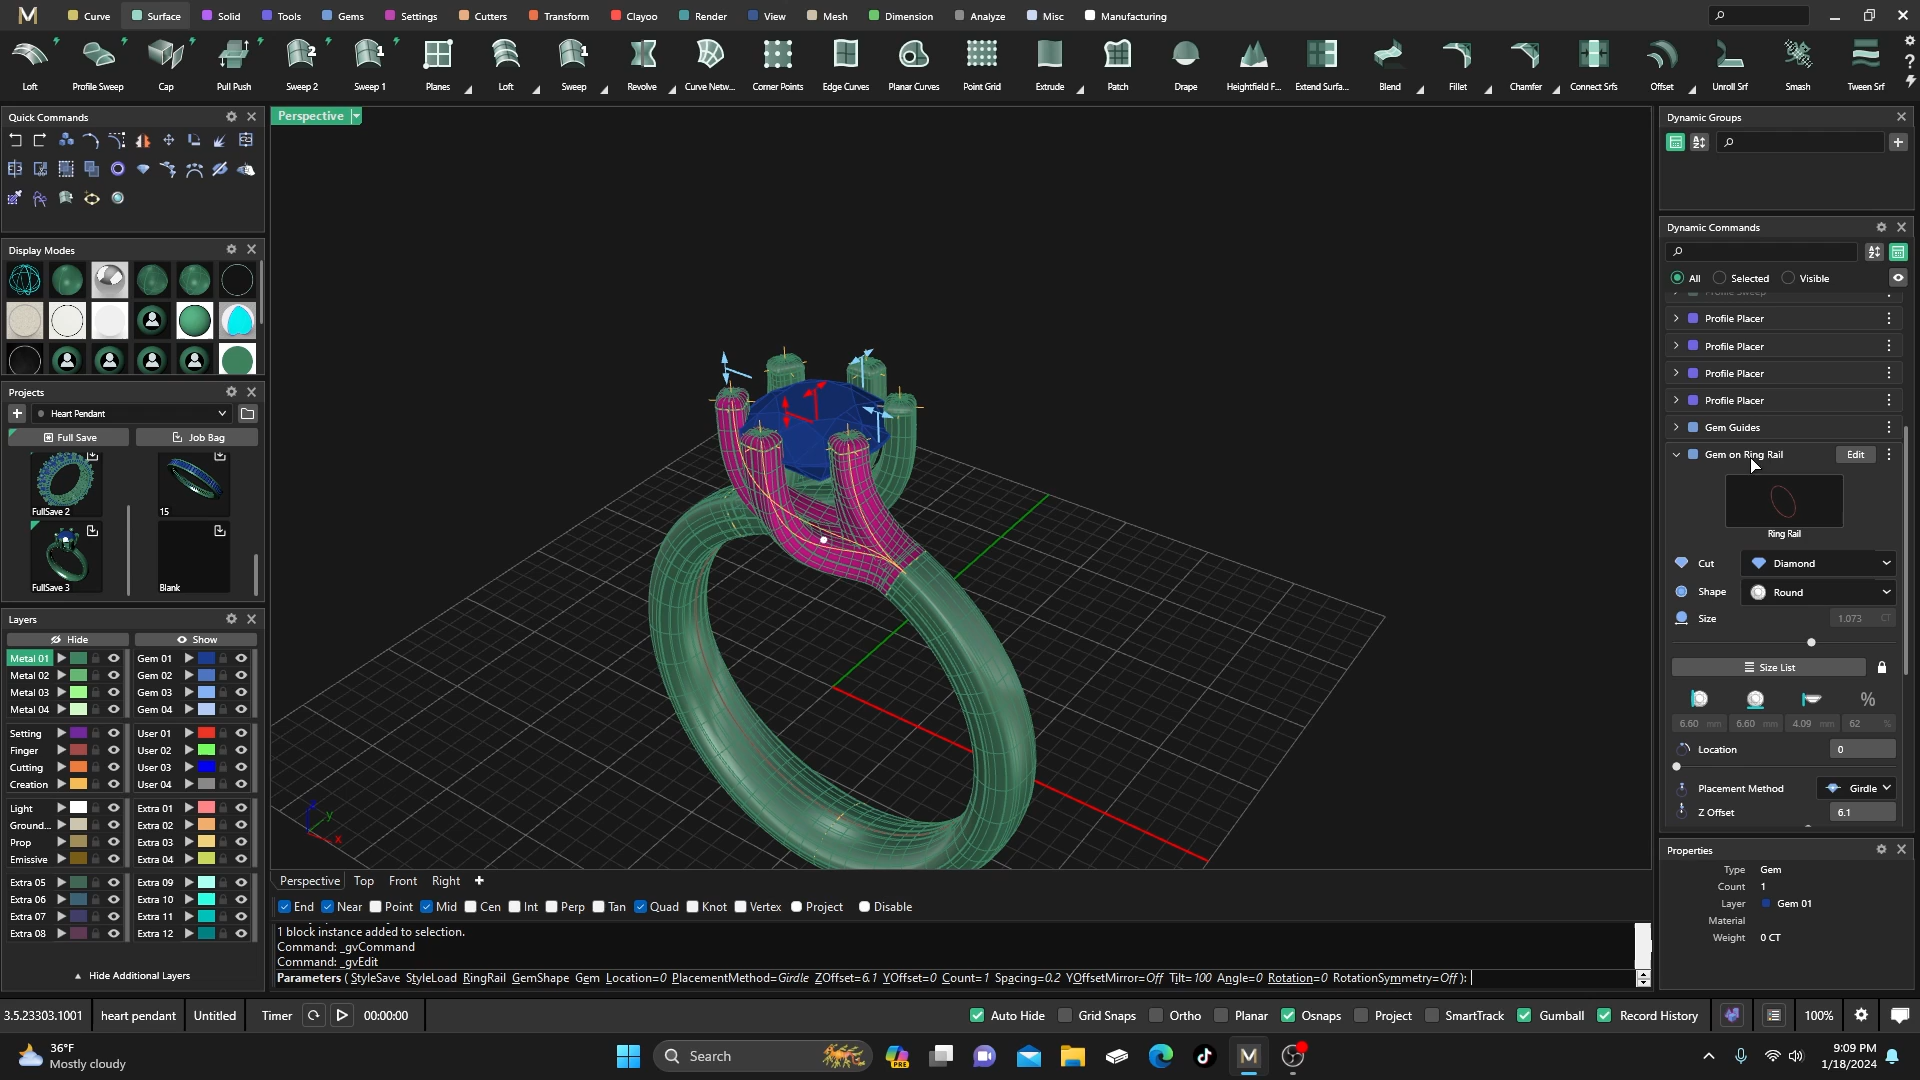 Curve Surface Solid Tools Gems Settings Cutters Transform Clayoo Render View Mesh Dimension Analyze Misc Manufacturing
Loft Profile Sweep Cap Pull Push Sweep 2 Sweep 1 Planes Loft Sweep Revolve Curve Netw... Corner Points Edge Curves Planar Curves Point Grid Extrude Patch Drape Heightfield F... Extend Surfa... Blend Fillet Chamfer Connect Srfs Offset Unroll Srf Smash Tween Srf
Quick Commands
Display Modes
Projects
Heart Pendant
Full Save Job Bag
FullSave 2 15
FullSave 3 Blank
Layers
Hide Show
Metal 01 Gem 01
Metal 02 Gem 02
Metal 03 Gem 03
Metal 04 Gem 04
Setting User 01
Finger User 02
Cutting User 03
Creation User 04
Light Extra 01
Ground... Extra 02
Prop Extra 03
Emissive Extra 04
Extra 05 Extra 09
Extra 06 Extra 10
Extra 07 Extra 11
Extra 08 Extra 12
Hide Additional Layers
Perspective
z
y
x
Perspective Top Front Right
End Near Point Mid Cen Int Perp Tan Quad Knot Vertex Project Disable
1 block instance added to selection.
Command: _gvCommand
Command: _gvEdit
Parameters ( StyleSave StyleLoad RingRail GemShape Gem Location=0 PlacementMethod=Girdle ZOffset=6.1 YOffset=0 Count=1 Spacing=0.2 YOffsetMirror=Off Tilt=100 Angle=0 Rotation=0 RotationSymmetry=Off ):
Dynamic Groups
Dynamic Commands
All Selected Visible
Profile Sweep
Profile Placer
Profile Placer
Profile Placer
Profile Placer
Gem Guides
Gem on Ring Rail Edit
Ring Rail
Cut Diamond
Shape Round
Size 1.073 CT
Size List
%
6.60 mm 6.60 mm 4.09 mm 62 %
Location 0
Placement Method Girdle
Z Offset 6.1
Properties
Type Gem
Count 1
Layer Gem 01
Material
Weight 0 CT
3.5.23303.1001 heart pendant Untitled Timer 00:00:00 Auto Hide Grid Snaps Ortho Planar Osnaps Project SmartTrack Gumball Record History 100%
36°F
Mostly cloudy
Search
PRE
9:09 PM
1/18/2024